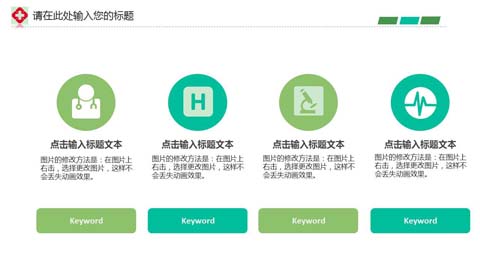 请在此处输入您的标题
H
点击输入标题文本
图片的修改方法是：在图片上
右击，选择更改图片，这样不
会丢失动画效果。
点击输入标题文本
图片的修改方法是：在图片上
右击，选择更改图片，这样不
会丢失动画效果。
点击输入标题文本
图片的修改方法是：在图片上
右击，选择更改图片，这样不
会丢失动画效果。
点击输入标题文本
图片的修改方法是：在图片上
右击，选择更改图片，这样不
会丢失动画效果。
Keyword
Keyword
Keyword
Keyword